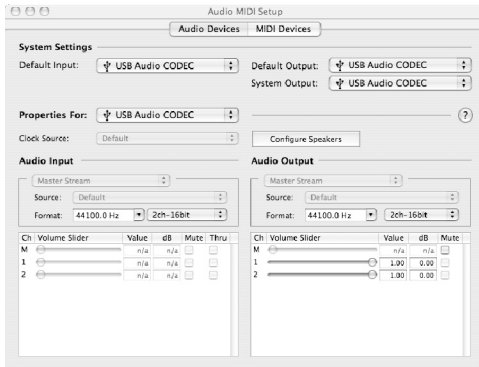 Audio MIDI Setup
Audio Devices MIDI Devices
System Settings
Default Input: USB Audio CODEC
Default Output: USB Audio CODEC
System Output: USB Audio CODEC
Properties For: USB Audio CODEC ?
Clock Source: Default
Configure Speakers
Audio Input
Master Stream
Source: Default
Format: 44100.0 Hz 2ch-16bit
Ch Volume Slider Value dB Mute Thru
M n/a n/a
1 n/a n/a
2 n/a n/a
Audio Output
Master Stream
Source: Default
Format: 44100.0 Hz 2ch-16bit
Ch Volume Slider Value dB Mute
M n/a n/a
1 1.00 0.00
2 1.00 0.00